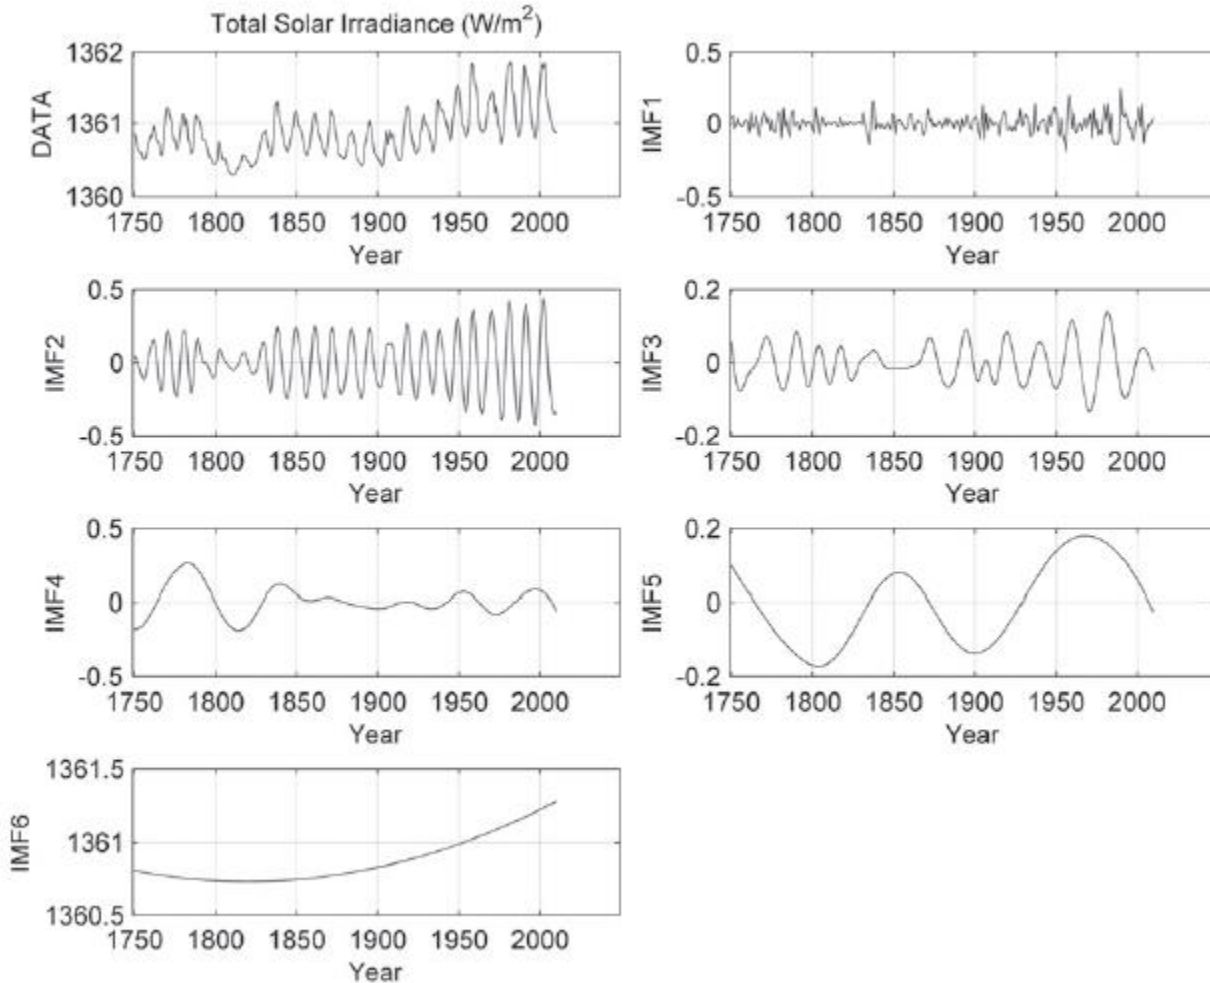 Total Solar Irradiance (W/m²)
1362
1361
1360
DATA
1750 1800 1850 1900 1950 2000
Year
0.5
0
-0.5
IMF1
1750 1800 1850 1900 1950 2000
Year
0.5
0
-0.5
IMF2
1750 1800 1850 1900 1950 2000
Year
0.2
0
-0.2
IMF3
1750 1800 1850 1900 1950 2000
Year
0.5
0
-0.5
IMF4
1750 1800 1850 1900 1950 2000
Year
0.2
0
-0.2
IMF5
1750 1800 1850 1900 1950 2000
Year
1361.5
1361
1360.5
IMF6
1750 1800 1850 1900 1950 2000
Year